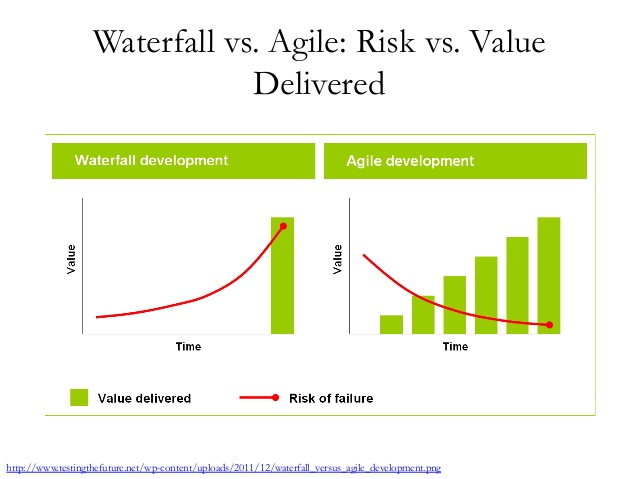 Waterfall vs. Agile: Risk vs. Value
Delivered
Waterfall development
Agile development
Value
Time
Value
Time
Value delivered
Risk of failure
http://www.testingthefuture.net/wp-content/uploads/2011/12/waterfall_versus_agile_development.png